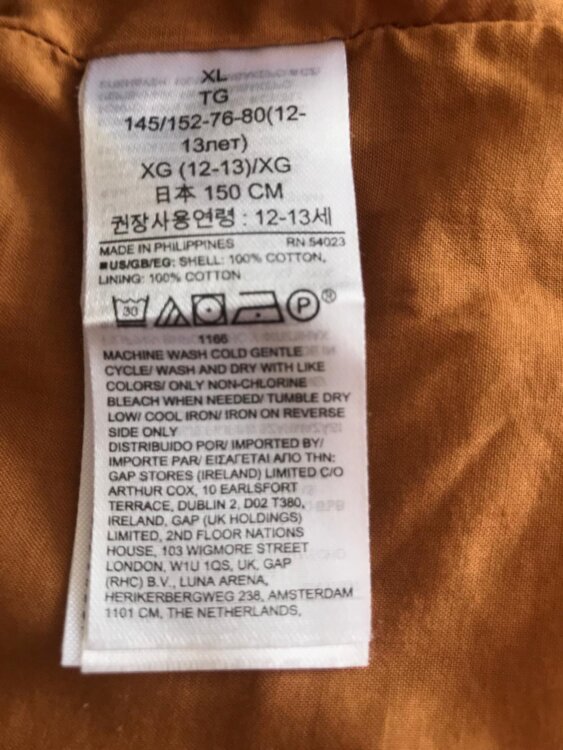 XL
TG
145/152-76-80(12-
13лет)
XG (12-13)/XG
日本 150 CM
권장사용연령 : 12-13세
MADE IN PHILIPPINES RN 54023
■US/GB/EG: SHELL: 100% COTTON,
LINING: 100% COTTON
30 P®
1166
MACHINE WASH COLD GENTLE
CYCLE/ WASH AND DRY WITH LIKE
COLORS/ ONLY NON-CHLORINE
BLEACH WHEN NEEDED/ TUMBLE DRY
LOW/ COOL IRON/ IRON ON REVERSE
SIDE ONLY
DISTRIBUIDO POR/ IMPORTED BY/
IMPORTE PAR/ ΕΙΣΑΓΕΤΑΙ ΑΠΟ ΤΗΝ:
GAP STORES (IRELAND) LIMITED C/O
ARTHUR COX, 10 EARLSFORT
TERRACE, DUBLIN 2, D02 T380,
IRELAND, GAP (UK HOLDINGS)
LIMITED, 2ND FLOOR NATIONS
HOUSE, 103 WIGMORE STREET
LONDON, W1U 1QS, UK, GAP
(RHC) B.V., LUNA ARENA,
HERIKERBERGWEG 238, AMSTERDAM
1101 CM, THE NETHERLANDS,